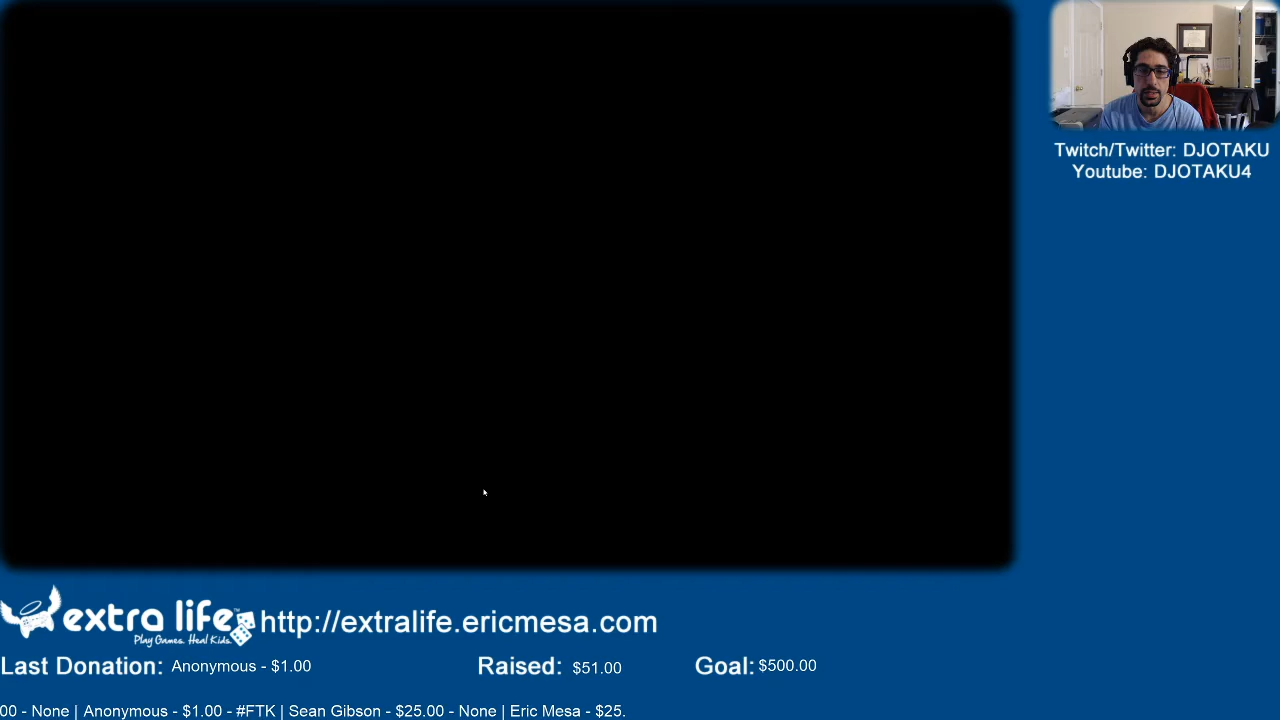 Twitch/Twitter: DJOTAKU
Youtube: DJOTAKU4
extra life™ http://extralife.ericmesa.com
Play Games. Heal Kids.
Last Donation: Anonymous - $1.00 Raised: $51.00 Goal: $500.00
00 - None | Anonymous - $1.00 - #FTK | Sean Gibson - $25.00 - None | Eric Mesa - $25.